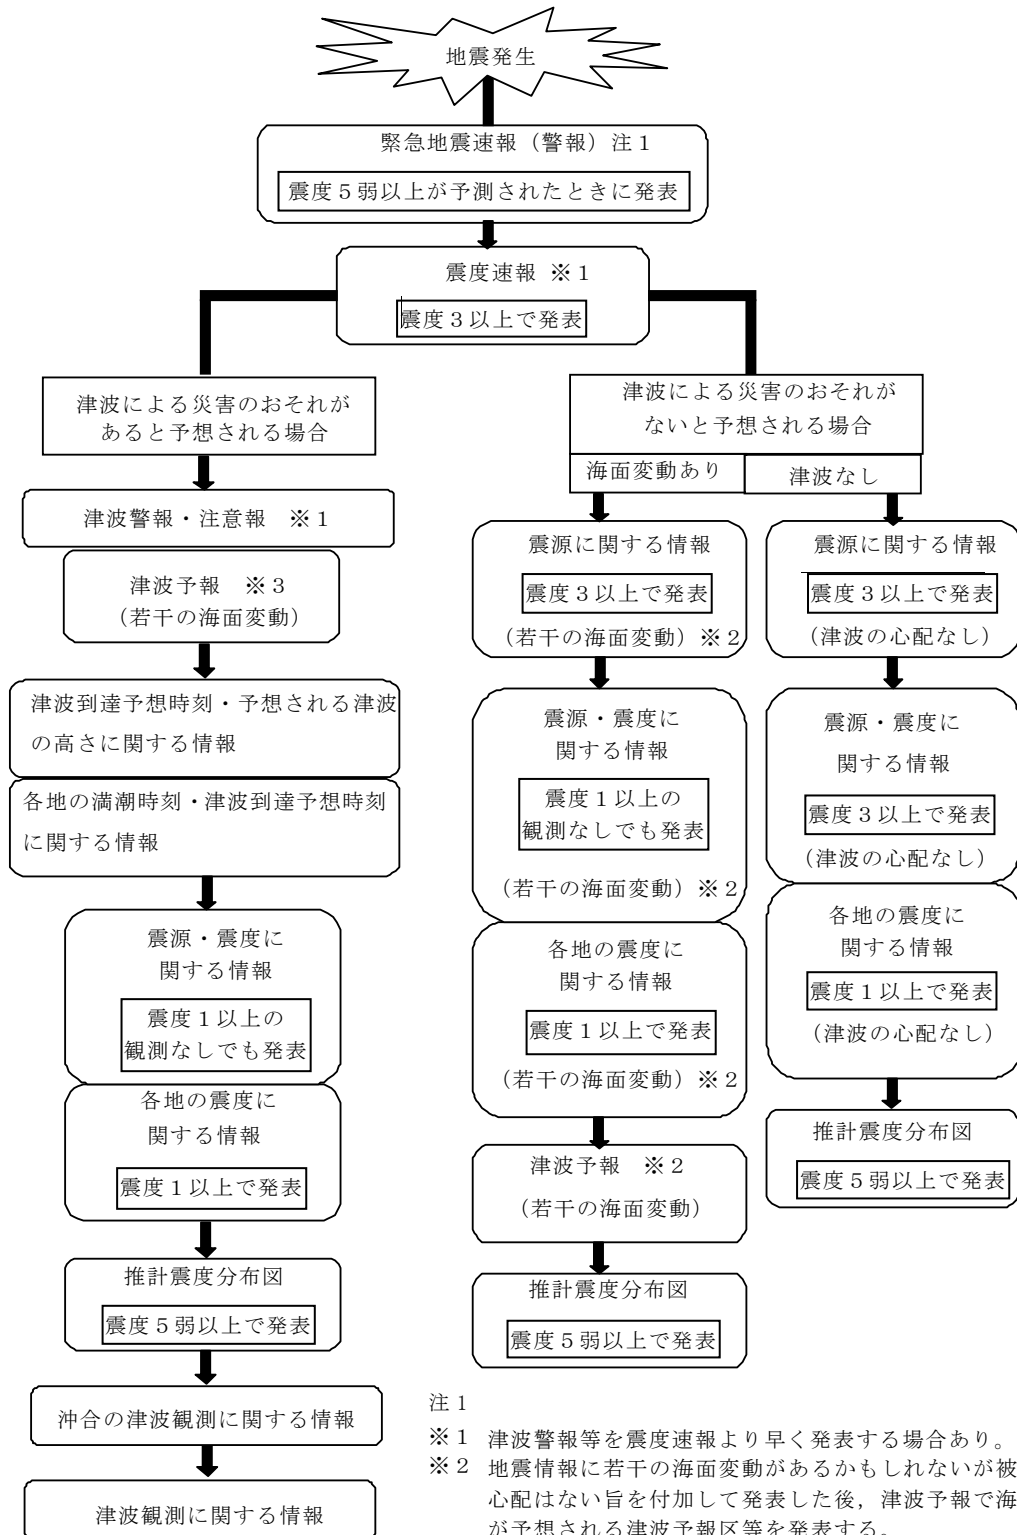 地震発生
緊急地震速報（警報）注１
震度５弱以上が予測されたときに発表
震度速報 ※１
震度３以上で発表
津波による災害のおそれが
あると予想される場合
津波警報・注意報　※１
津波予報　※３
（若干の海面変動）
津波到達予想時刻・予想される津波
の高さに関する情報
各地の満潮時刻・津波到達予想時刻
に関する情報
震源・震度に
関する情報
震度１以上の
観測なしでも発表
各地の震度に
関する情報
震度１以上で発表
推計震度分布図
震度５弱以上で発表
沖合の津波観測に関する情報
津波観測に関する情報
津波による災害のおそれが
ないと予想される場合
海面変動あり
津波なし
震源に関する情報
震度３以上で発表
（若干の海面変動）※２
震源・震度に
関する情報
震度１以上の
観測なしでも発表
（若干の海面変動）※２
各地の震度に
関する情報
震度１以上で発表
（若干の海面変動）※２
津波予報　※２
（若干の海面変動）
推計震度分布図
震度５弱以上で発表
震源に関する情報
震度３以上で発表
（津波の心配なし）
震源・震度に
関する情報
震度３以上で発表
（津波の心配なし）
各地の震度に
関する情報
震度１以上で発表
（津波の心配なし）
推計震度分布図
震度５弱以上で発表
注１
※１ 津波警報等を震度速報より早く発表する場合あり。
※２ 地震情報に若干の海面変動があるかもしれないが被
心配はない旨を付加して発表した後，津波予報で海
が予想される津波予報区等を発表する。